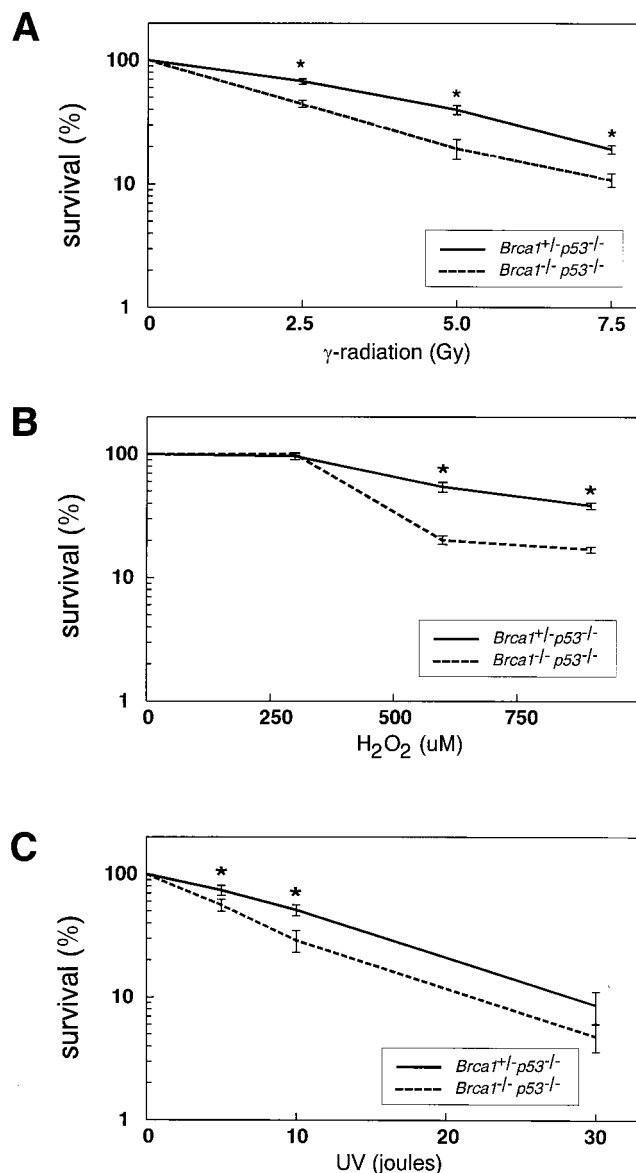 A
survival (%)
100
10
1
* * *
Brca1+/-p53-/-
Brca1-/- p53-/-
0 2.5 5.0 7.5
γ-radiation (Gy)
B
survival (%)
100
10
1
* *
Brca1+/-p53-/-
Brca1-/- p53-/-
0 250 500 750
H2O2 (uM)
C
survival (%)
100
10
1
* *
Brca1+/-p53-/-
Brca1-/- p53-/-
0 10 20 30
UV (joules)